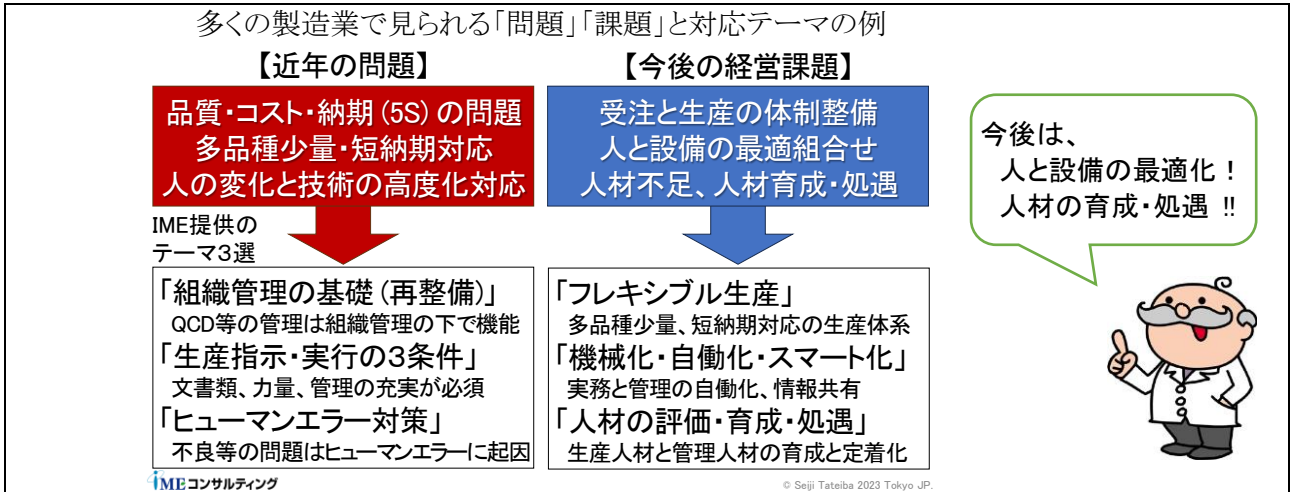 多くの製造業で見られる「問題」「課題」と対応テーマの例
【近年の問題】
品質・コスト・納期(5S)の問題
多品種少量・短納期対応
人の変化と技術の高度化対応
IME提供の
テーマ3選
「組織管理の基礎(再整備)」
QCD等の管理は組織管理の下で機能
「生産指示・実行の3条件」
文書類、力量、管理の充実が必須
「ヒューマンエラー対策」
不良等の問題はヒューマンエラーに起因
【今後の経営課題】
受注と生産の体制整備
人と設備の最適組合せ
人材不足、人材育成・処遇
「フレキシブル生産」
多品種少量、短納期対応の生産体系
「機械化・自働化・スマート化」
実務と管理の自働化、情報共有
「人材の評価・育成・処遇」
生産人材と管理人材の育成と定着化
今後は、
人と設備の最適化！
人材の育成・処遇 !!
IMEコンサルティング
© Seiji Tateiba 2023 Tokyo JP.